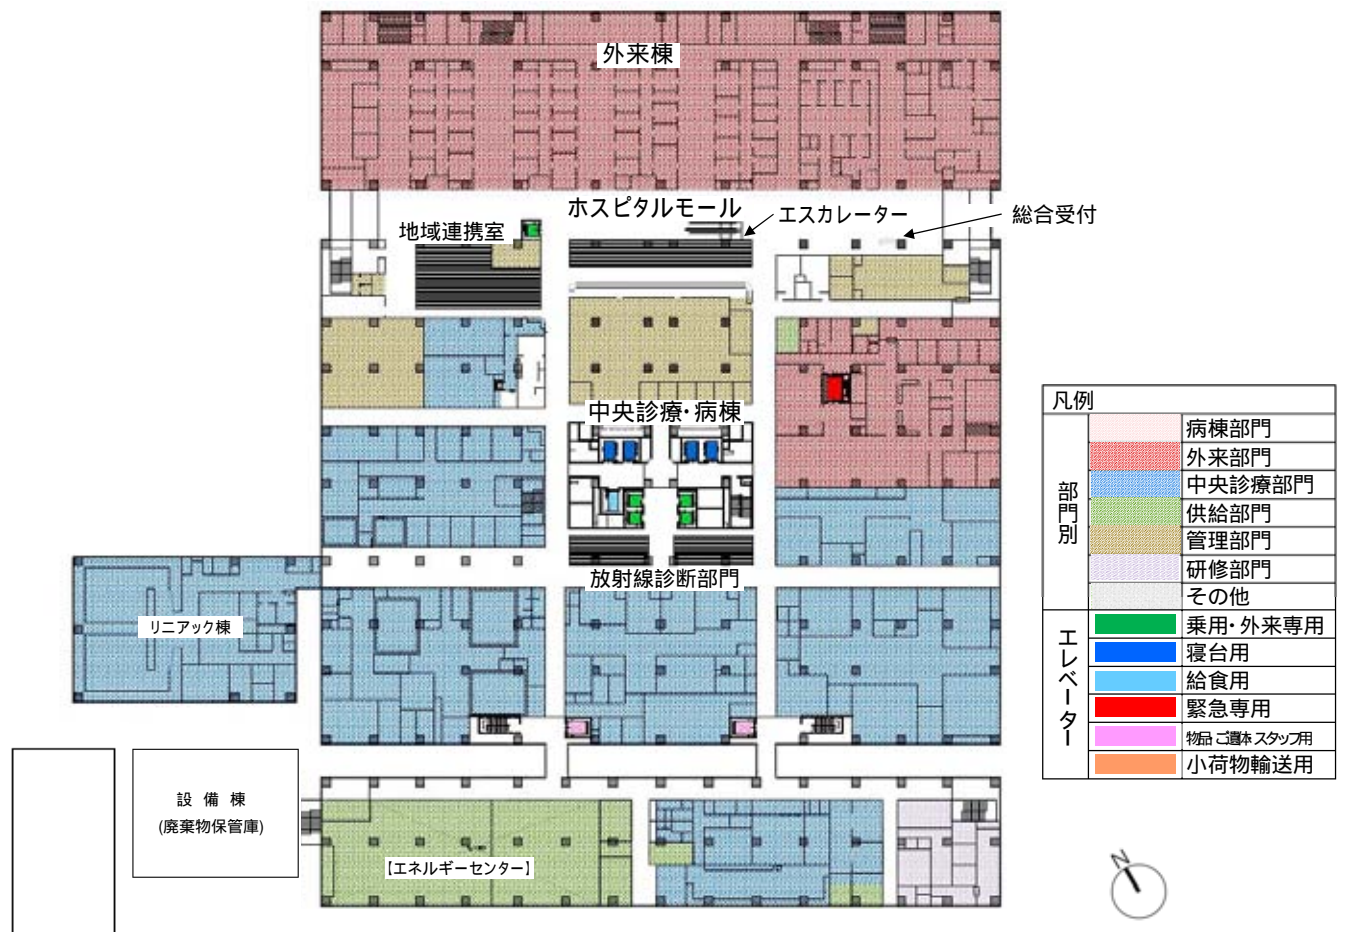 外来棟
ホスピタルモール
エスカレーター
総合受付
地域連携室
中央診療・病棟
放射線診断部門
リニアック棟
設備棟
(廃棄物保管庫)
【エネルギーセンター】
凡例
部門別
病棟部門
外来部門
中央診療部門
供給部門
管理部門
研修部門
その他
エレベーター
乗用・外来専用
寝台用
給食用
緊急専用
物品 ご遺体 スタッフ用
小荷物輸送用
N